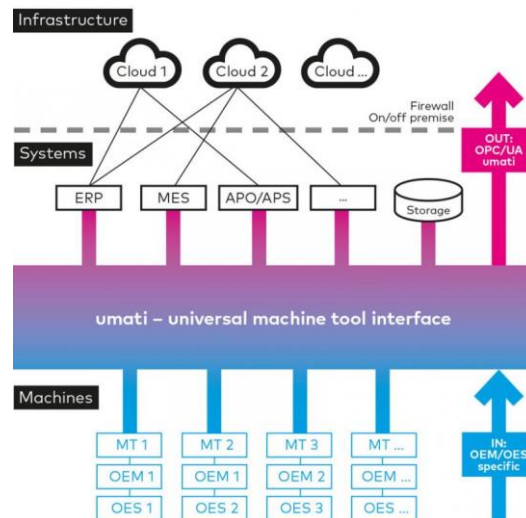 Infrastructure
Cloud 1
Cloud 2
Cloud ...
Firewall
On/off premise
OUT:
OPC/UA
umati
Systems
ERP
MES
APO/APS
...
Storage
umati – universal machine tool interface
Machines
MT 1
MT 2
MT 3
MT ...
OEM 1
OEM 1
OEM 2
OEM ...
OES 1
OES 2
OES 3
OES ...
IN:
OEM/OES
specific